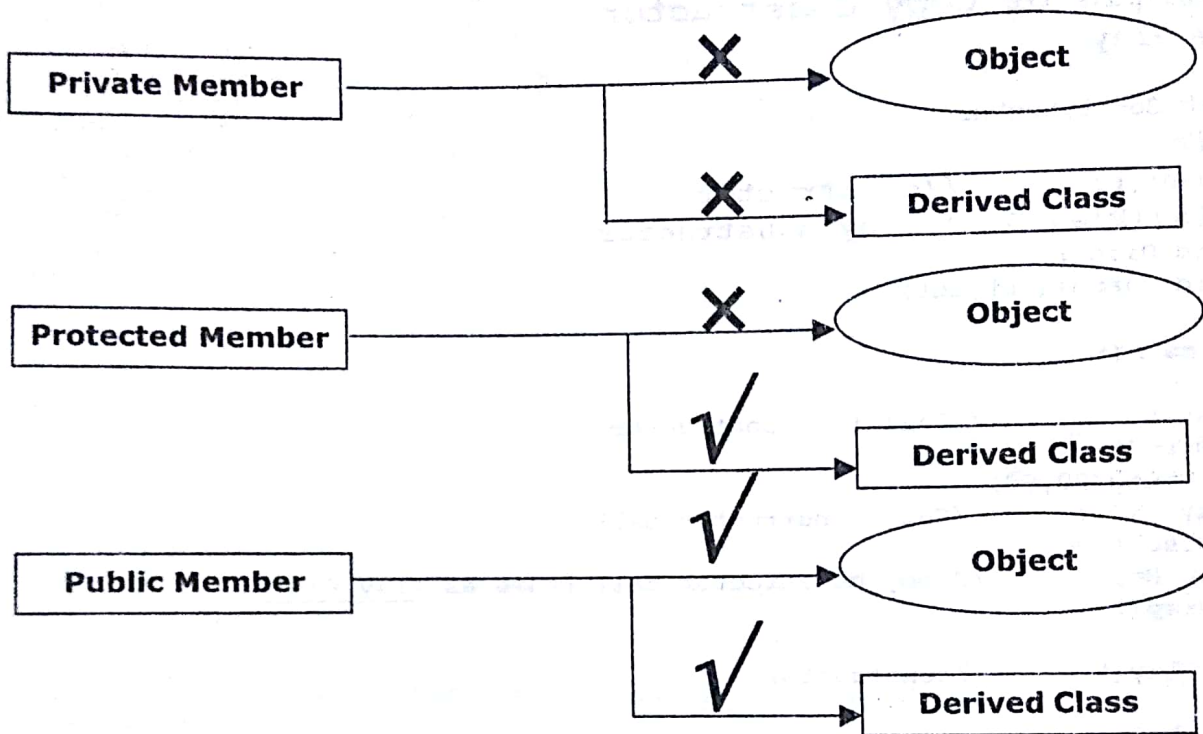 Object
Private Member
Derived Class
Object
Protected Member
Derived Class
Object
Public Member
Derived Class